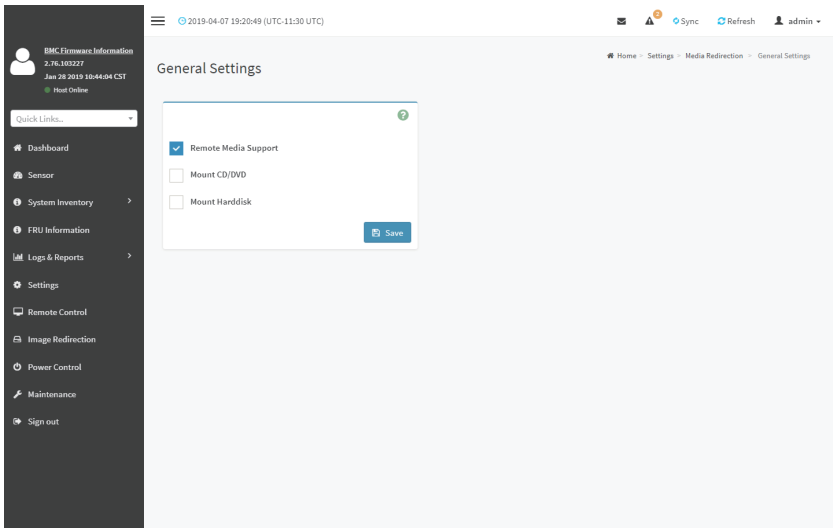 2019-04-07 19:20:49 (UTC-11:30 UTC)
2
Sync
Refresh
admin
BMC Firmware Information
2.76.103227
Jan 28 2019 10:44:04 CST
Host Online
Quick Links..
Dashboard
Sensor
System Inventory
FRU Information
Logs & Reports
Settings
Remote Control
Image Redirection
Power Control
Maintenance
Sign out
General Settings
Home > Settings > Media Redirection > General Settings
Remote Media Support
Mount CD/DVD
Mount Harddisk
Save